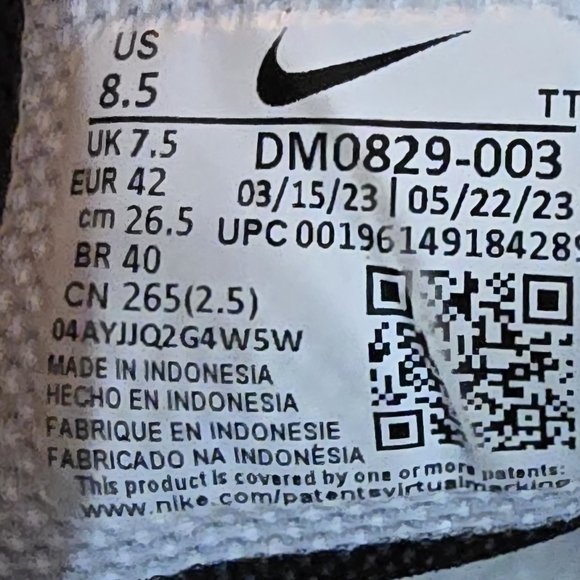 US
8.5
TT
UK 7.5
EUR 42
cm 26.5
BR 40
CN 265(2.5)
DM0829-003
03/15/23 | 05/22/23
UPC 00196149184289
04AYJJQ2G4W5W
MADE IN INDONESIA
HECHO EN INDONESIA
FABRIQUE EN INDONESIE
FABRICADO NA INDONÉSIA
This product is covered by one or more patents:
www.nike.com/patentsvirtualmarking